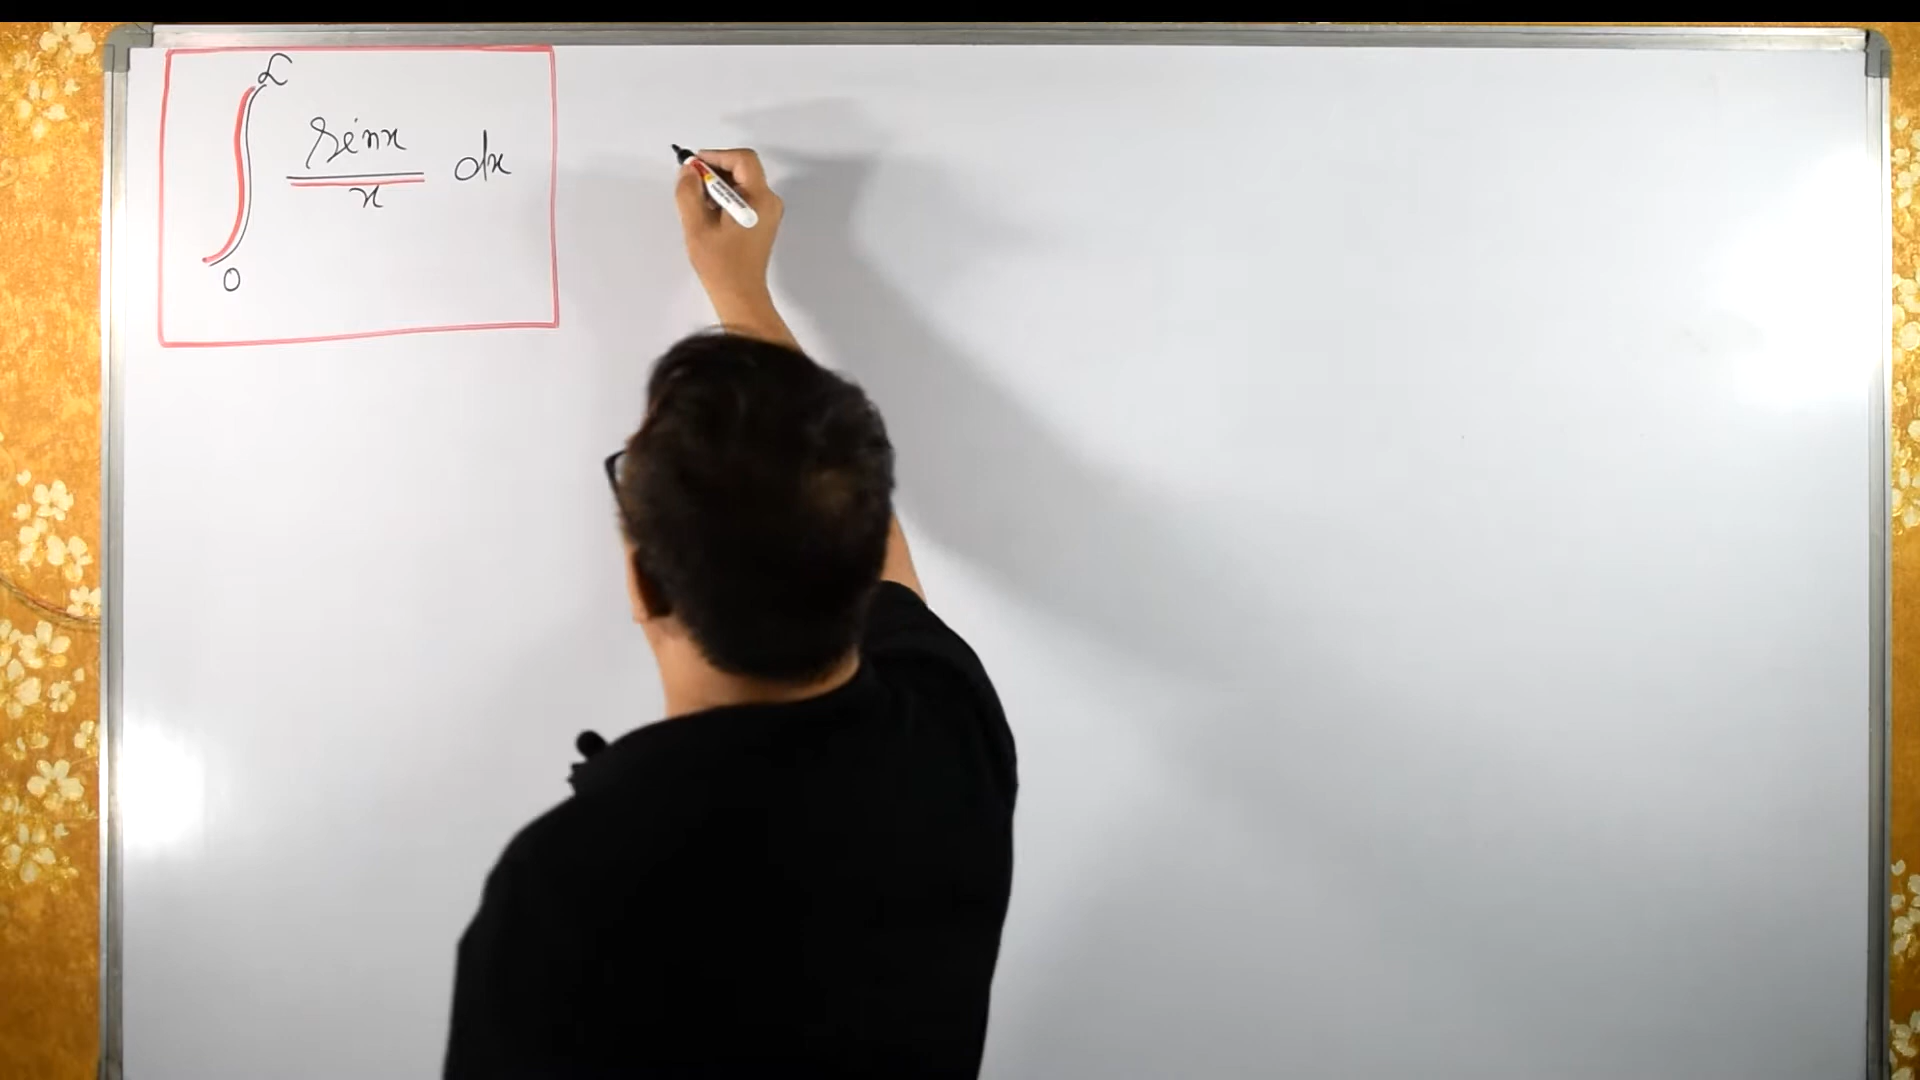 ∫₀^α sinx/x dx